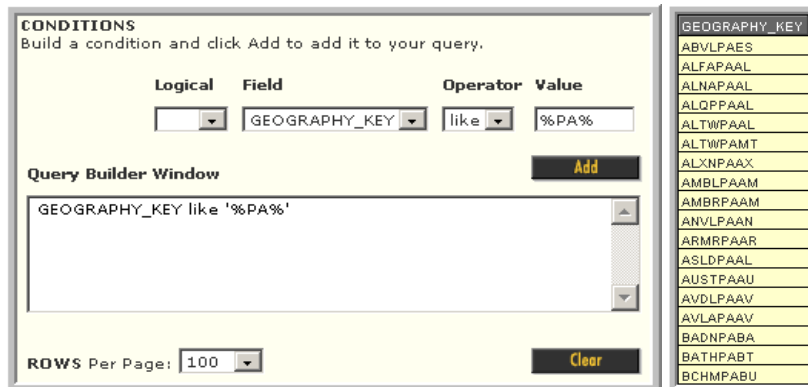 CONDITIONS
Build a condition and click Add to add it to your query.
Logical Field Operator Value
GEOGRAPHY_KEY like %PA%
Query Builder Window Add
GEOGRAPHY_KEY like '%PA%'
ROWS Per Page: 100 Clear
GEOGRAPHY_KEY
ABVLPAES
ALFAPAAL
ALNAPAAL
ALQPPAAL
ALTWPAAL
ALTWPAMT
ALXNPAAX
AMBLPAAM
AMBRPAAM
ANVLPAAN
ARMRPAAR
ASLDPAAL
AUSTPAAU
AVDLPAAV
AVLAPAAV
BADNPABA
BATHPABT
BCHMPABU